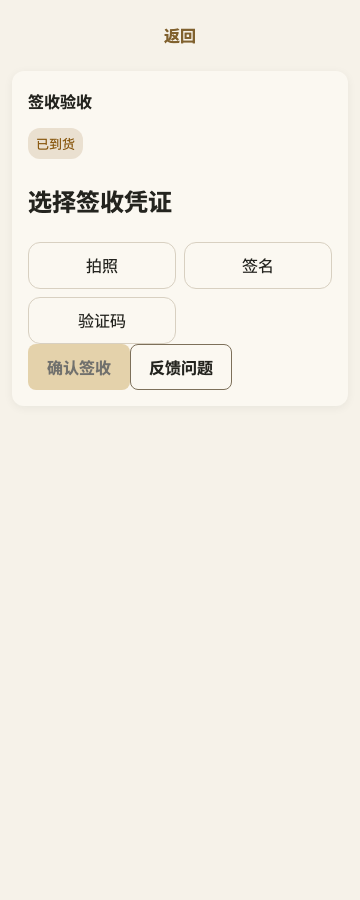 返回
签收验收
已到货
选择签收凭证
拍照 签名
验证码
确认签收 反馈问题